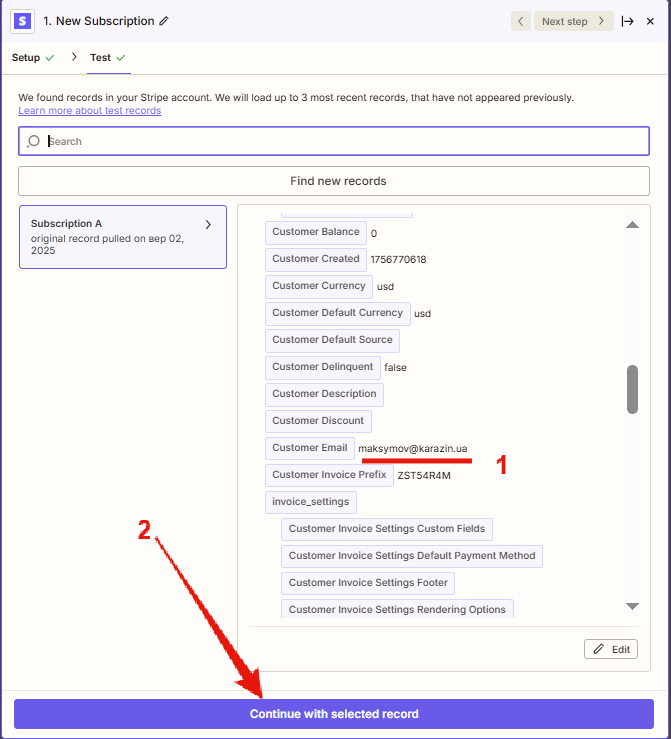 S 1. New Subscription Next step
Setup Test
We found records in your Stripe account. We will load up to 3 most recent records, that have not appeared previously.
Learn more about test records
Search
Find new records
Subscription A
original record pulled on вер 02,
2025
Customer Balance 0
Customer Created 1756770618
Customer Currency usd
Customer Default Currency usd
Customer Default Source
Customer Delinquent false
Customer Description
Customer Discount
Customer Email maksymov@karazin.ua
1
Customer Invoice Prefix ZST54R4M
invoice_settings
Customer Invoice Settings Custom Fields
2
Customer Invoice Settings Default Payment Method
Customer Invoice Settings Footer
Customer Invoice Settings Rendering Options
Edit
Continue with selected record